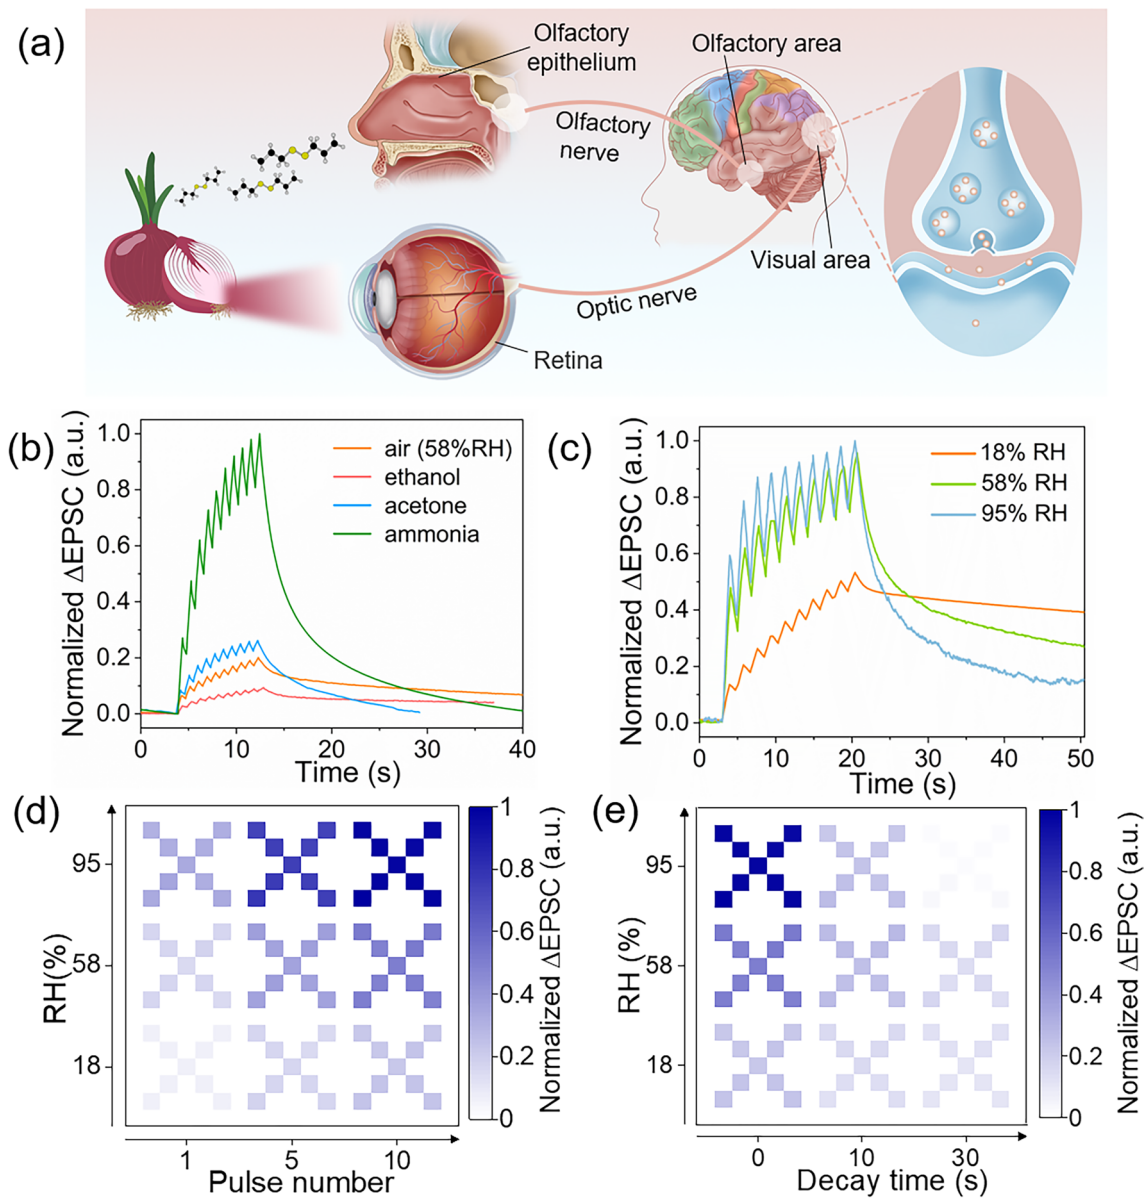 (a)
Olfactory
epithelium
Olfactory area
Olfactory
nerve
Visual area
Optic nerve
Retina
(b)
Normalized ΔEPSC (a.u.)
1.0
0.8
0.6
0.4
0.2
0.0
air (58%RH)
ethanol
acetone
ammonia
0 10 20 30 40
Time (s)
(c)
Normalized ΔEPSC (a.u.)
1.0
0.8
0.6
0.4
0.2
0.0
18% RH
58% RH
95% RH
0 10 20 30 40 50
Time (s)
(d)
RH(%)
95
58
18
1 5 10
Pulse number
1
0.8
0.6
0.4
0.2
0
Normalized ΔEPSC (a.u.)
(e)
RH (%)
95
58
18
0 10 30
Decay time (s)
1
0.8
0.6
0.4
0.2
0
Normalized ΔEPSC (a.u.)